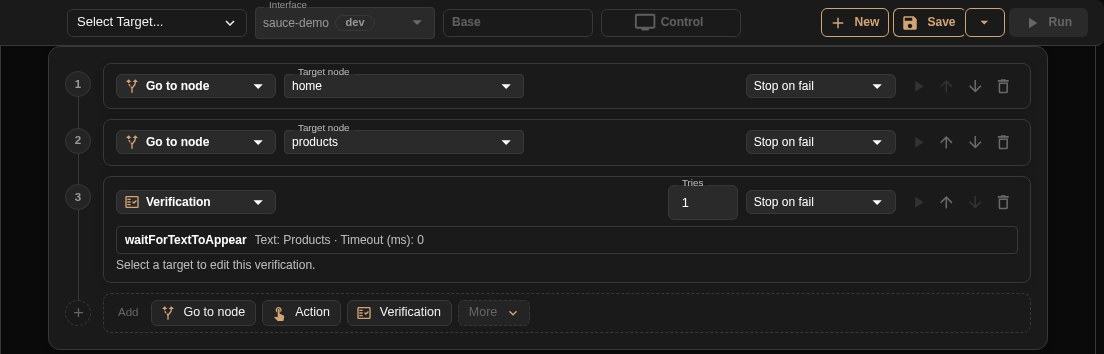 Select Target...
Interface
sauce-demo dev
Base
Control
New
Save
Run
1
Go to node
Target node
home
Stop on fail
2
Go to node
Target node
products
Stop on fail
3
Verification
Tries
1
Stop on fail
waitForTextToAppear Text: Products · Timeout (ms): 0
Select a target to edit this verification.
Add
Go to node
Action
Verification
More